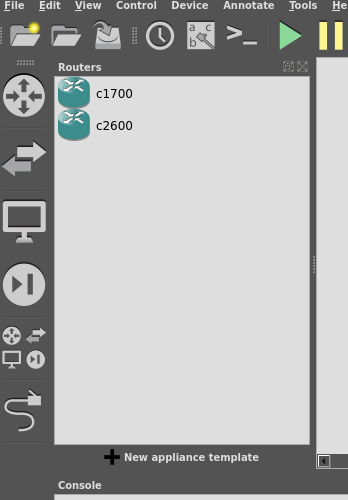 File Edit View Control Device Annotate Tools He
a c
b
>_
Routers
c1700
c2600
New appliance template
Console